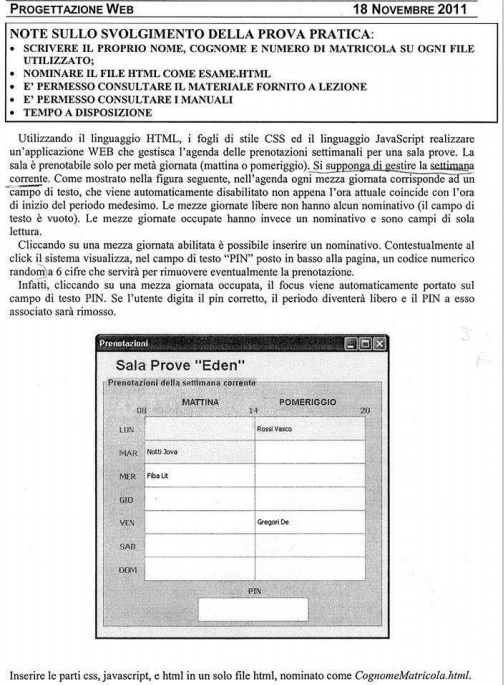 PROGETTAZIONE WEB 18 NOVEMBRE 2011
NOTE SULLO SVOLGIMENTO DELLA PROVA PRATICA:
• SCRIVERE IL PROPRIO NOME, COGNOME E NUMERO DI MATRICOLA SU OGNI FILE
UTILIZZATO;
• NOMINARE IL FILE HTML COME ESAME.HTML
• E' PERMESSO CONSULTARE IL MATERIALE FORNITO A LEZIONE
• E' PERMESSO CONSULTARE I MANUALI
• TEMPO A DISPOSIZIONE
Utilizzando il linguaggio HTML, i fogli di stile CSS ed il linguaggio JavaScript realizzare
un'applicazione WEB che gestisca l'agenda delle prenotazioni settimanali per una sala prove. La
sala è prenotabile solo per metà giornata (mattina o pomeriggio). Si supponga di gestire la settimana
corrente. Come mostrato nella figura seguente, nell'agenda ogni mezza giornata corrisponde ad un
campo di testo, che viene automaticamente disabilitato non appena l'ora attuale coincide con l'ora
di inizio del periodo medesimo. Le mezze giornate libere non hanno alcun nominativo (il campo di
testo è vuoto). Le mezze giornate occupate hanno invece un nominativo e sono campi di sola
lettura.
Cliccando su una mezza giornata abilitata è possibile inserire un nominativo. Contestualmente al
click il sistema visualizza, nel campo di testo “PIN” posto in basso alla pagina, un codice numerico
random a 6 cifre che servirà per rimuovere eventualmente la prenotazione.
Infatti, cliccando su una mezza giornata occupata, il focus viene automaticamente portato sul
campo di testo PIN. Se l'utente digita il pin corretto, il periodo diventerà libero e il PIN a esso
associato sarà rimosso.
Prenotazioni
Sala Prove "Eden"
Prenotazioni della settimana corrente
MATTINA POMERIGGIO
08 14 20
LUN Rossi Vasco
MAR Notti Jova
MER Fiba Lit
GIO
VEN Gregori De
SAB
DOM
PIN
Inserire le parti css, javascript, e html in un solo file html, nominato come CognomeMatricola.html.